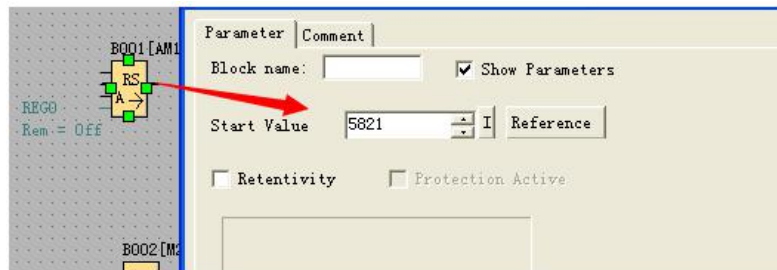 Parameter Comment
B001[AM1
Block name: Show Parameters
RS
A→
REG0
Rem = Off
Start Value 5821 I Reference
Retentivity Protection Active
B002[M2